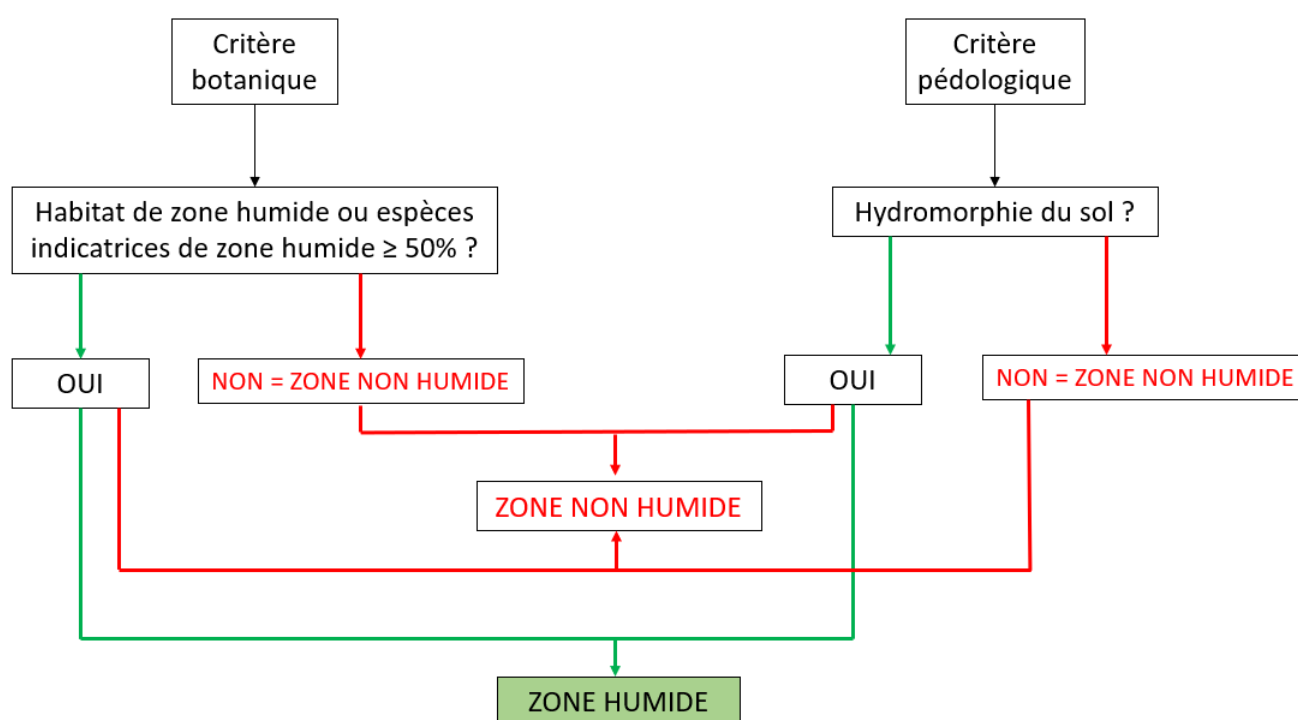 Critère
botanique
Critère
pédologique
Habitat de zone humide ou espèces
indicatrices de zone humide ≥ 50% ?
Hydromorphie du sol ?
OUI
NON = ZONE NON HUMIDE
OUI
NON = ZONE NON HUMIDE
ZONE NON HUMIDE
ZONE HUMIDE